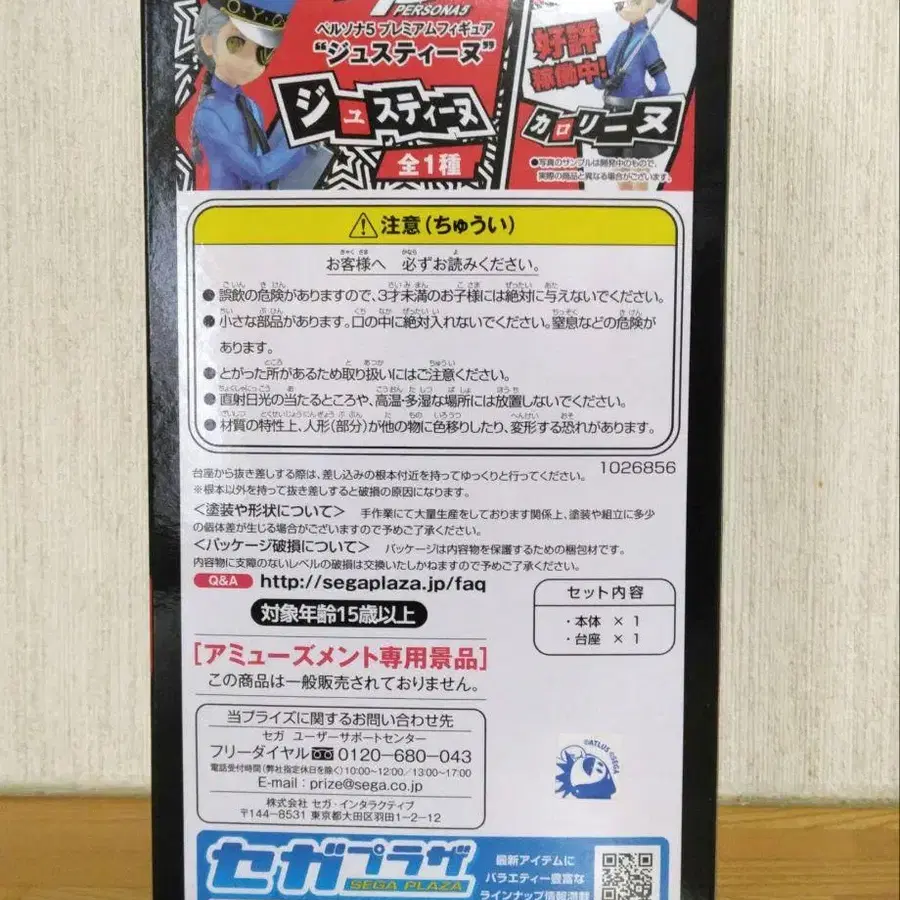 PERSONA5
ペルソナ5 プレミアムフィギュア
"ジュスティーヌ"
ジュスティーヌ
全1種
好評
稼働中!
カロリーヌ
●写真のサンプルは開発中のもので、
実際の商品と異なる場合がございます。
注意(ちゅうい)
お客様へ 必ずお読みください。
●誤飲の危険がありますので、3才未満のお子様には絶対に与えないでください。
●小さな部品があります。口の中に絶対入れないでください。窒息などの危険が
あります。
●とがった所があるため取り扱いにはご注意ください。
●直射日光の当たるところや、高温・多湿な場所には放置しないでください。
●材質の特性上、人形(部分)が他の物に色移りしたり、変形する恐れがあります。
1026856
台座から抜き差しする際は、差し込みの根本付近を持ってゆっくりと行ってください。
※根本以外を持って抜き差しすると破損の原因になります。
<塗装や形状について> 手作業にて大量生産をしております関係上、塗装や組立に多少
の個体差が生じる場合がございますので予めご了承ください。
<パッケージ破損について> パッケージは内容物を保護するための梱包材です。
内容物に支障のないレベルの破損は交換いたしかねますので予めご了承ください。
Q&A http://segaplaza.jp/faq
対象年齢15歳以上
セット内容
・本体 × 1
・台座 × 1
[アミューズメント専用景品]
この商品は一般販売されておりません。
当プライズに関するお問い合わせ先
セガ ユーザーサポートセンター
フリーダイヤル 0120-680-043
電話受付時間(弊社指定休日を除く)10:00~12:00/13:00~17:00
E-mail : prize@sega.co.jp
株式会社 セガ・インタラクティブ
〒144-8531 東京都大田区羽田1-2-12
©ATLUS ©SEGA
セガプラザ
SEGA PLAZA
最新アイテムに
バラエティー豊富な
ラインナップ情報満載